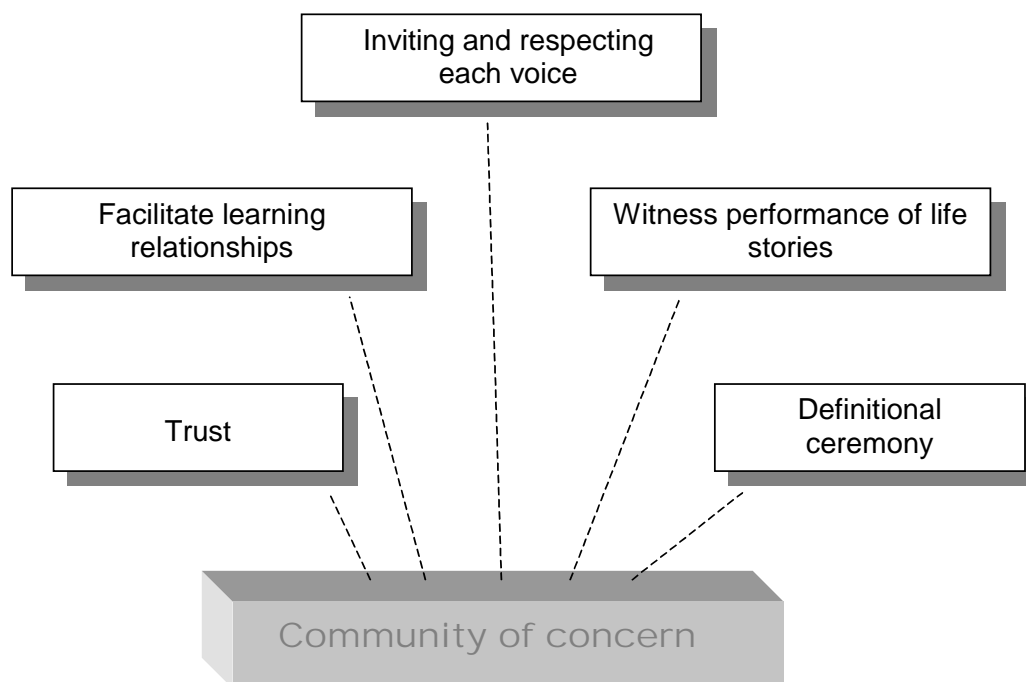 Inviting and respecting
each voice
Facilitate learning
relationships
Witness performance of life
stories
Trust
Definitional
ceremony
Community of concern